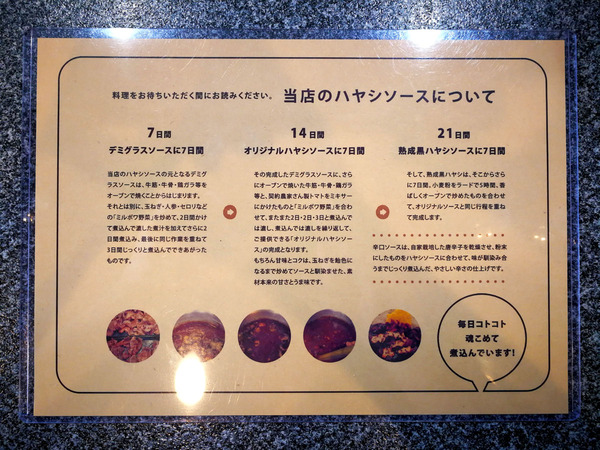 料理をお待ちいただく間にお読みください。 当店のハヤシソースについて
7日間
デミグラスソースに7日間
当店のハヤシソースの元となるデミグ
ラスソースは、牛筋・牛骨・鶏ガラ等を
オーブンで焼くことからはじまります。
それとは別に、玉ねぎ・人参・セロリなど
の「ミルポワ野菜」を炒めて、2日間かけ
て煮込んで漉した煮汁を加えてさらに2
日間煮込み、最後に同じ作業を重ねて
3日間じっくりと煮込んでできあがった
ものです。
14日間
オリジナルハヤシソースに7日間
その完成したデミグラスソースに、さら
にオーブンで焼いた牛筋・牛骨・鶏ガラ
等と、契約農家さん製トマトをミキサー
にかけたものと「ミルポワ野菜」を合わ
せて、またまた2日・2日・3日と煮込んで
は漉し、煮込んでは漉しを繰り返して、
ご提供できる「オリジナルハヤシソー
ス」の完成となります。
もちろん甘味とコクは、玉ねぎを飴色に
なるまで炒めてソースと馴染ませた、素
材本来の甘さとうま味です。
21日間
熟成黒ハヤシソースに7日間
そして、熟成黒ハヤシは、そこからさら
に7日間。小麦粉をラードで5時間、香
ばしくオーブンで炒めたものを合わせ
て、オリジナルソースと同じ行程を重ね
て完成します。
辛口ソースは、自家栽培した唐辛子を乾燥させ、粉末
にしたものをハヤシソースに合わせて、味が馴染み合
うまでじっくり煮込んだ、やさしい辛さの仕上げです。
毎日コトコト
魂こめて
煮込んでいます!